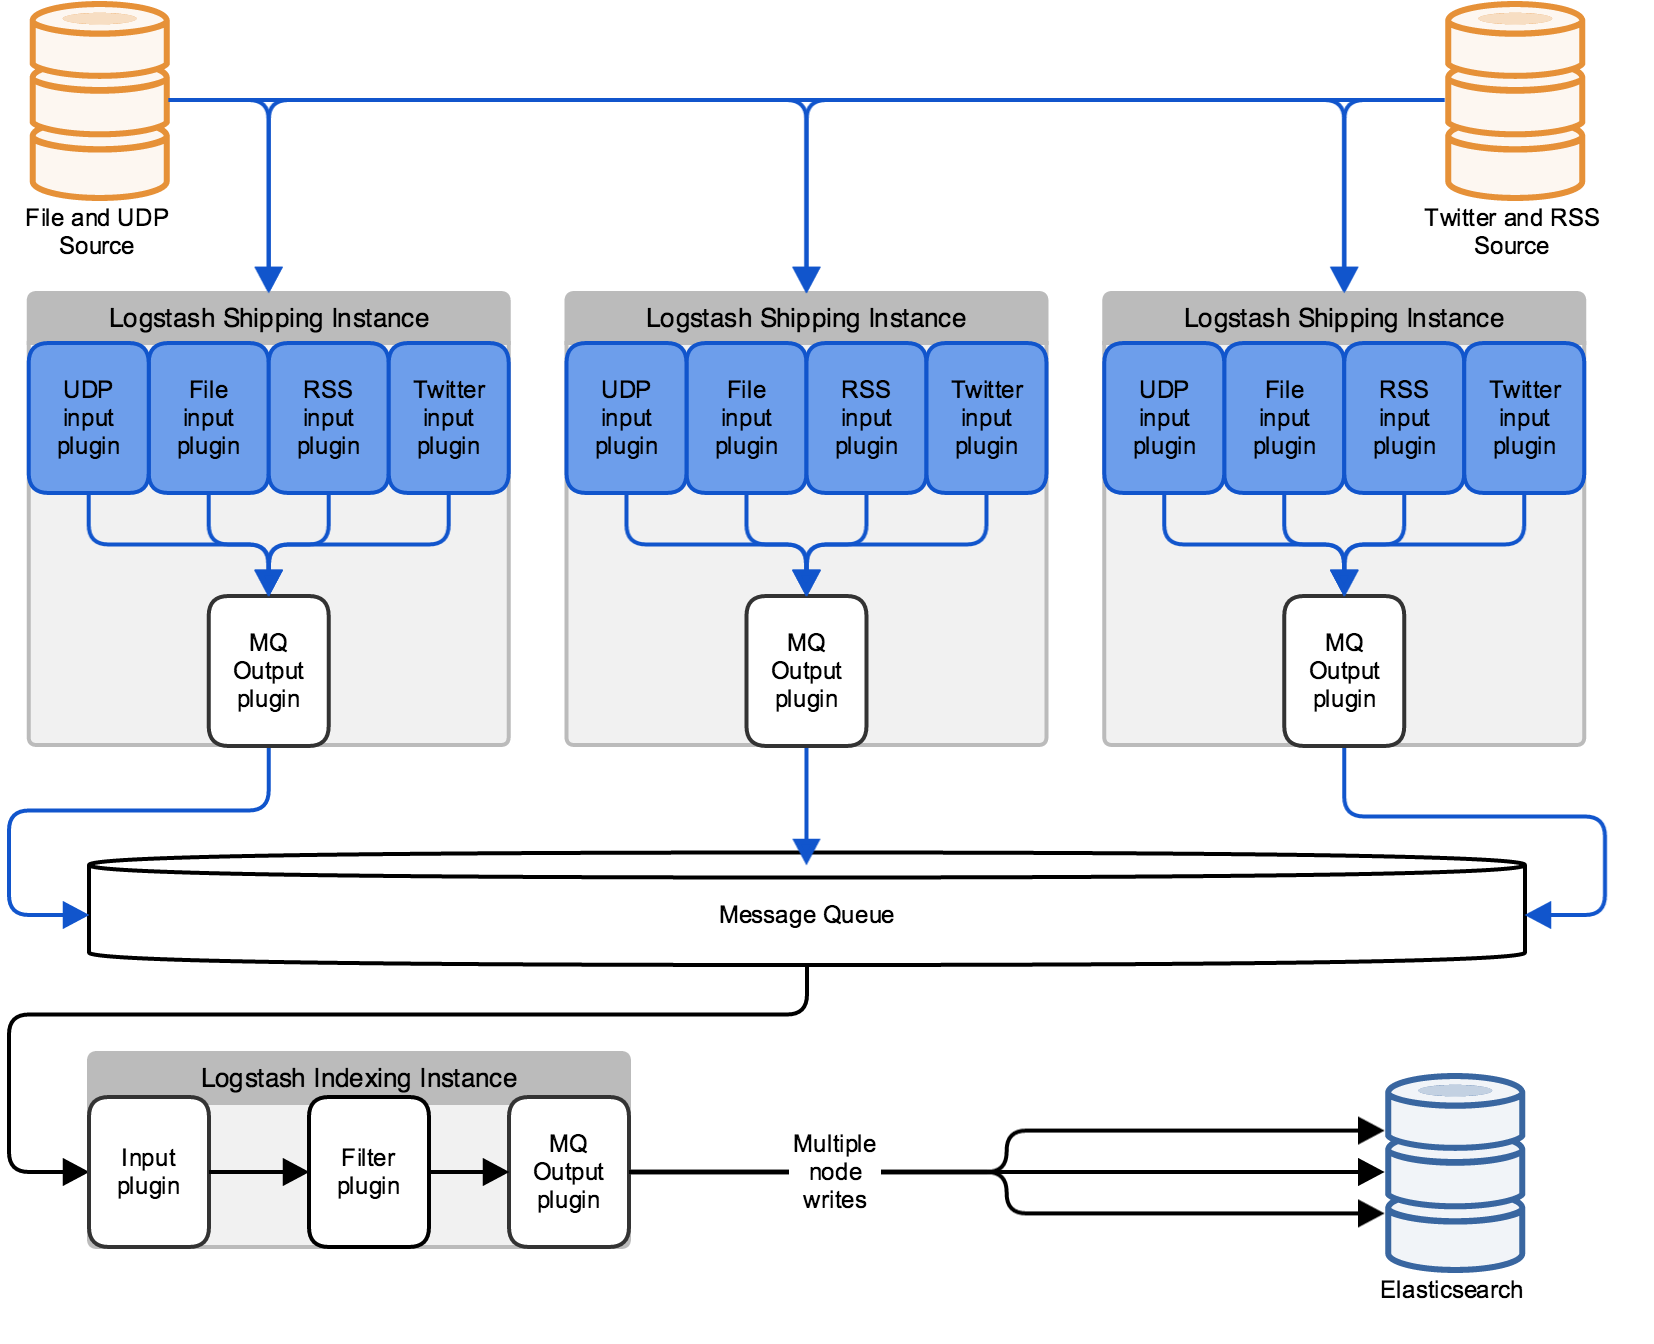 File and UDP
Source
Twitter and RSS
Source
Logstash Shipping Instance
UDP
input
plugin
File
input
plugin
RSS
input
plugin
Twitter
input
plugin
MQ
Output
plugin
Logstash Shipping Instance
UDP
input
plugin
File
input
plugin
RSS
input
plugin
Twitter
input
plugin
MQ
Output
plugin
Logstash Shipping Instance
UDP
input
plugin
File
input
plugin
RSS
input
plugin
Twitter
input
plugin
MQ
Output
plugin
Message Queue
Logstash Indexing Instance
Input
plugin
Filter
plugin
MQ
Output
plugin
Multiple
node
writes
Elasticsearch